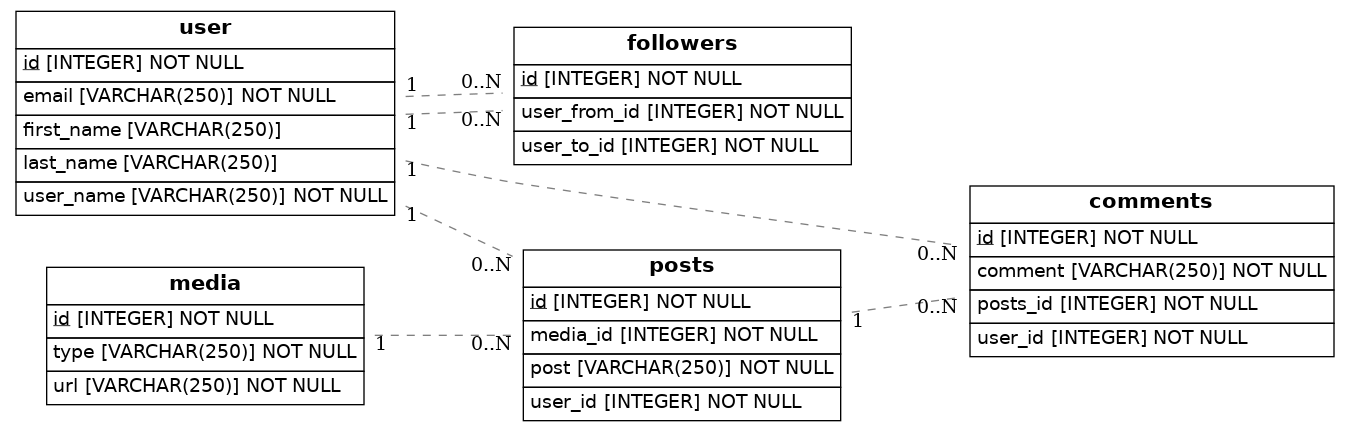 user
id [INTEGER] NOT NULL
email [VARCHAR(250)] NOT NULL
first_name [VARCHAR(250)]
last_name [VARCHAR(250)]
user_name [VARCHAR(250)] NOT NULL
1
0..N
1
0..N
1
1
followers
id [INTEGER] NOT NULL
user_from_id [INTEGER] NOT NULL
user_to_id [INTEGER] NOT NULL
media
id [INTEGER] NOT NULL
type [VARCHAR(250)] NOT NULL
url [VARCHAR(250)] NOT NULL
1
0..N
0..N
posts
id [INTEGER] NOT NULL
media_id [INTEGER] NOT NULL
post [VARCHAR(250)] NOT NULL
user_id [INTEGER] NOT NULL
1
0..N
0..N
comments
id [INTEGER] NOT NULL
comment [VARCHAR(250)] NOT NULL
posts_id [INTEGER] NOT NULL
user_id [INTEGER] NOT NULL